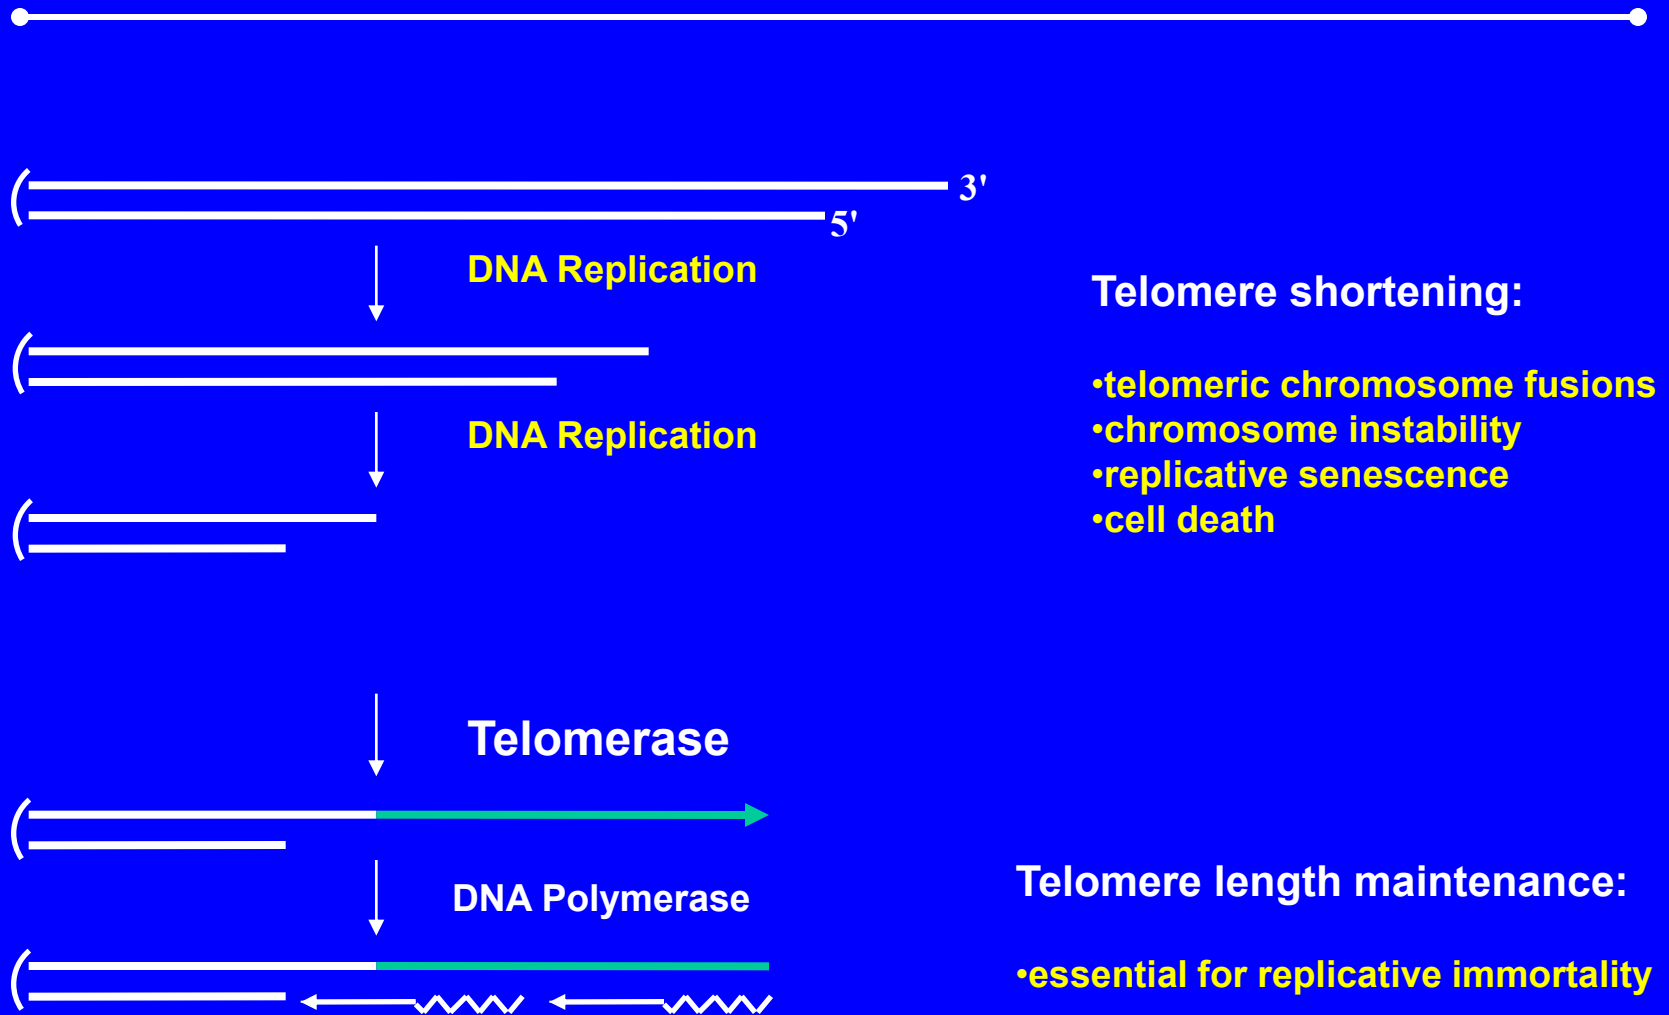 3'
5'
DNA Replication
DNA Replication
Telomere shortening:
•telomeric chromosome fusions
•chromosome instability
•replicative senescence
•cell death
Telomerase
DNA Polymerase
Telomere length maintenance:
•essential for replicative immortality